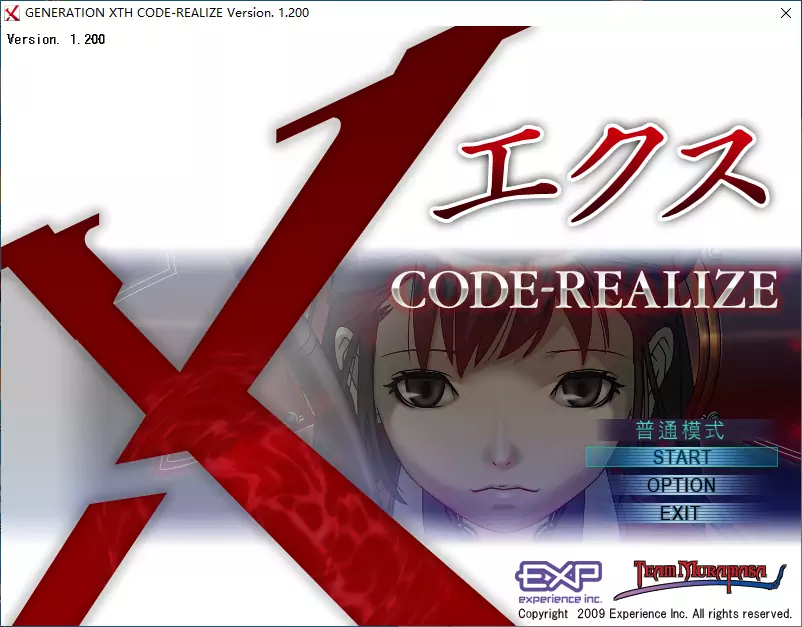 GENERATION XTH CODE-REALIZE Version. 1.200
Version. 1.200
エクス
CODE-REALIZE
普通模式
START
OPTION
EXIT
EXP
experience inc.
TEAM MURAMASA
Copyright 2009 Experience Inc. All rights reserved.